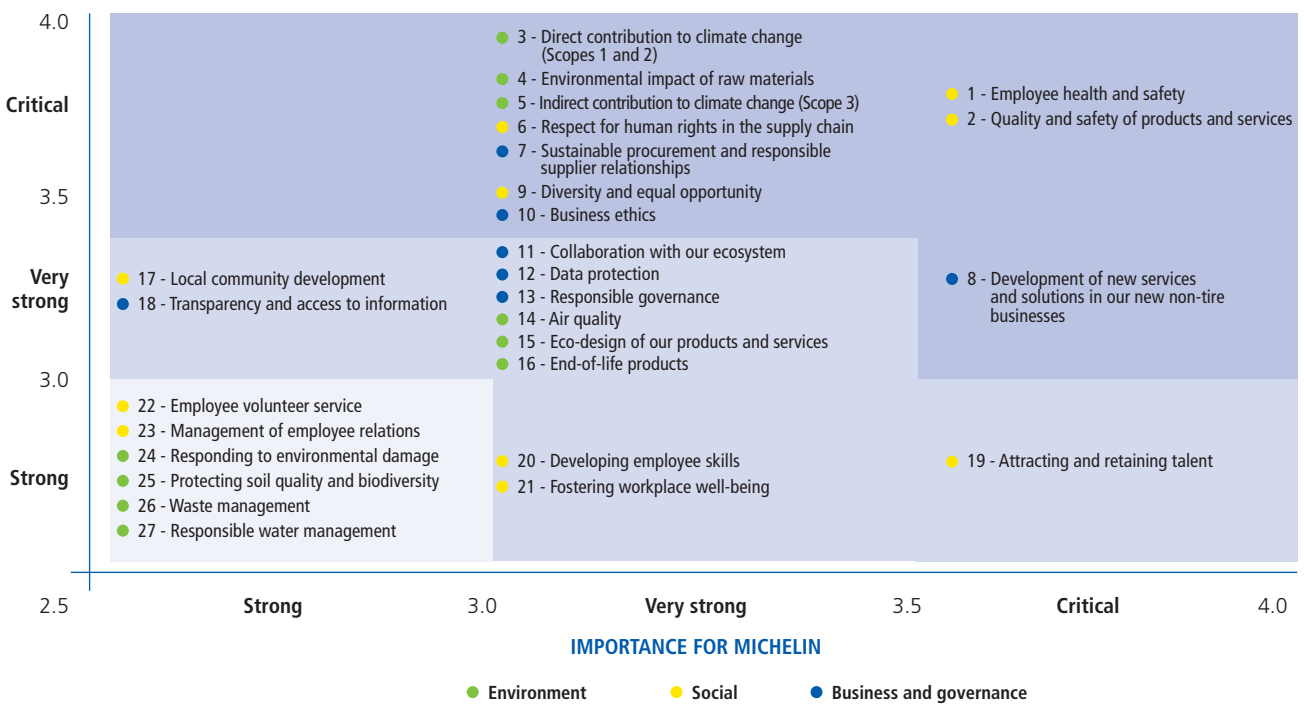 4.0
Critical
3.5
Very
strong
3.0
Strong
2.5
3 - Direct contribution to climate change
(Scopes 1 and 2)
4 - Environmental impact of raw materials
5 - Indirect contribution to climate change (Scope 3)
6 - Respect for human rights in the supply chain
7 - Sustainable procurement and responsible
supplier relationships
9 - Diversity and equal opportunity
10 - Business ethics
1 - Employee health and safety
2 - Quality and safety of products and services
17 - Local community development
18 - Transparency and access to information
11 - Collaboration with our ecosystem
12 - Data protection
13 - Responsible governance
14 - Air quality
15 - Eco-design of our products and services
16 - End-of-life products
8 - Development of new services
and solutions in our new non-tire
businesses
22 - Employee volunteer service
23 - Management of employee relations
24 - Responding to environmental damage
25 - Protecting soil quality and biodiversity
26 - Waste management
27 - Responsible water management
20 - Developing employee skills
21 - Fostering workplace well-being
19 - Attracting and retaining talent
Strong
3.0
Very strong
3.5
Critical
4.0
IMPORTANCE FOR MICHELIN
Environment
Social
Business and governance